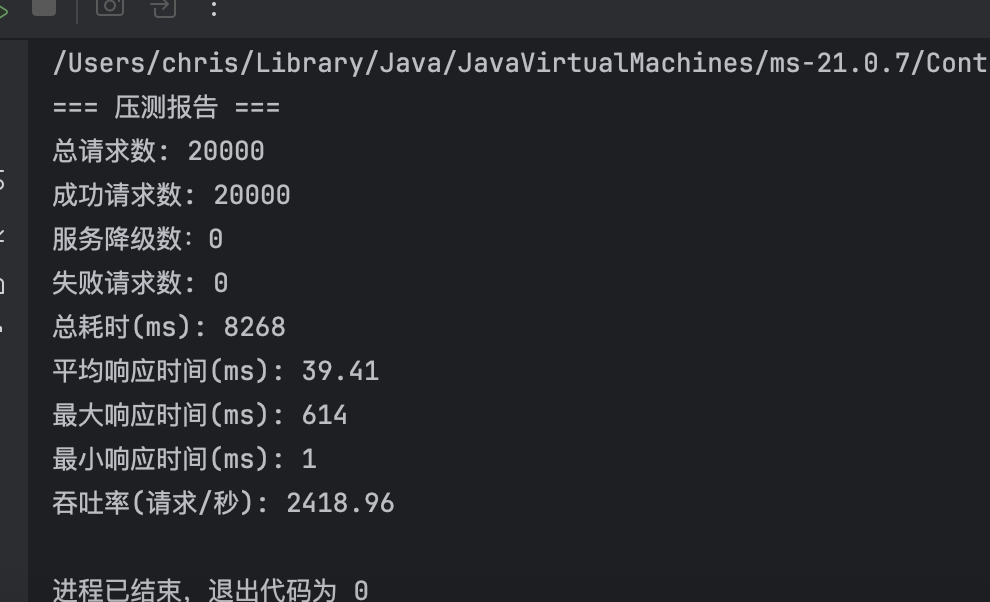 /Users/chris/Library/Java/JavaVirtualMachines/ms-21.0.7/Cont
=== 压测报告 ===
总请求数: 20000
成功请求数: 20000
服务降级数：0
失败请求数: 0
总耗时(ms): 8268
平均响应时间(ms): 39.41
最大响应时间(ms): 614
最小响应时间(ms): 1
吞吐率(请求/秒): 2418.96
进程已结束，退出代码为 0